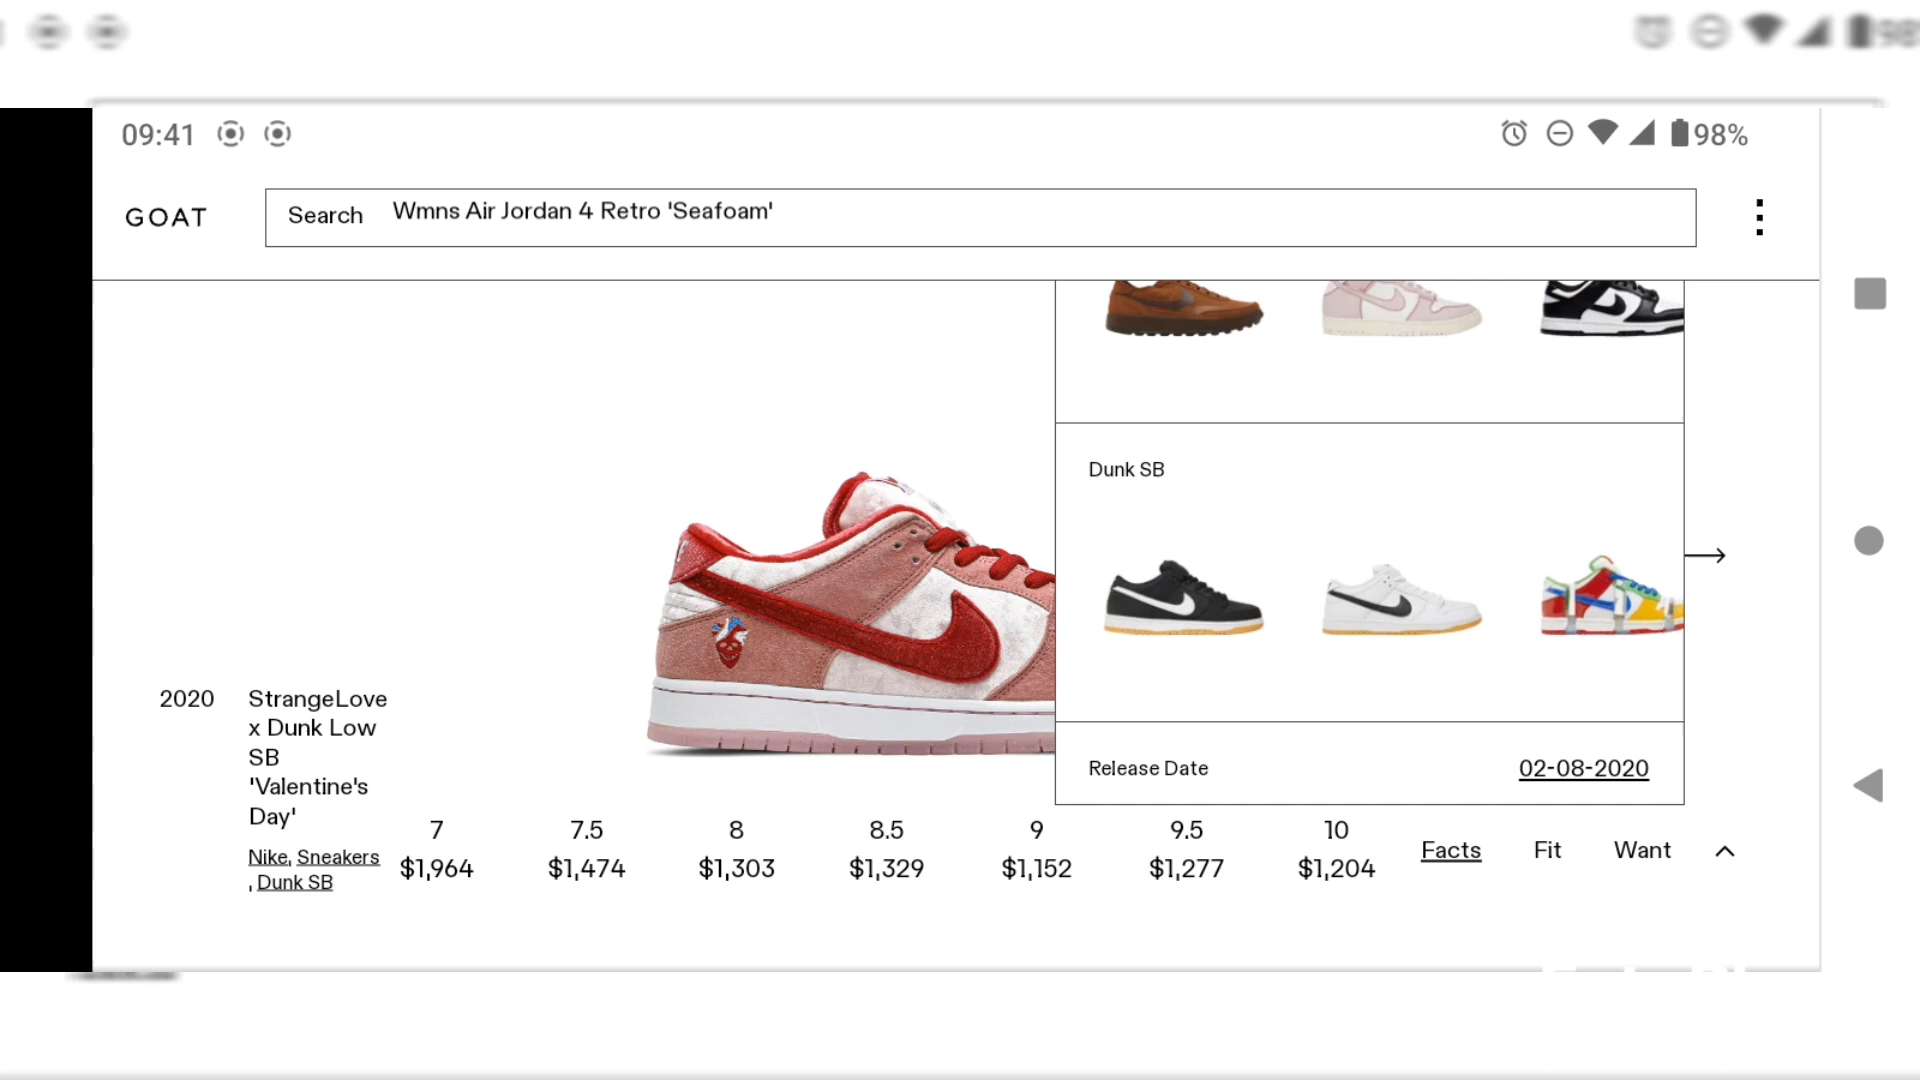 09:41
98%
GOAT
Search Wmns Air Jordan 4 Retro 'Seafoam'
Dunk SB
Release Date 02-08-2020
2020
StrangeLove
x Dunk Low
SB
'Valentine's
Day'
Nike, Sneakers
, Dunk SB
7 7.5 8 8.5 9 9.5 10
$1,964 $1,474 $1,303 $1,329 $1,152 $1,277 $1,204
Facts Fit Want